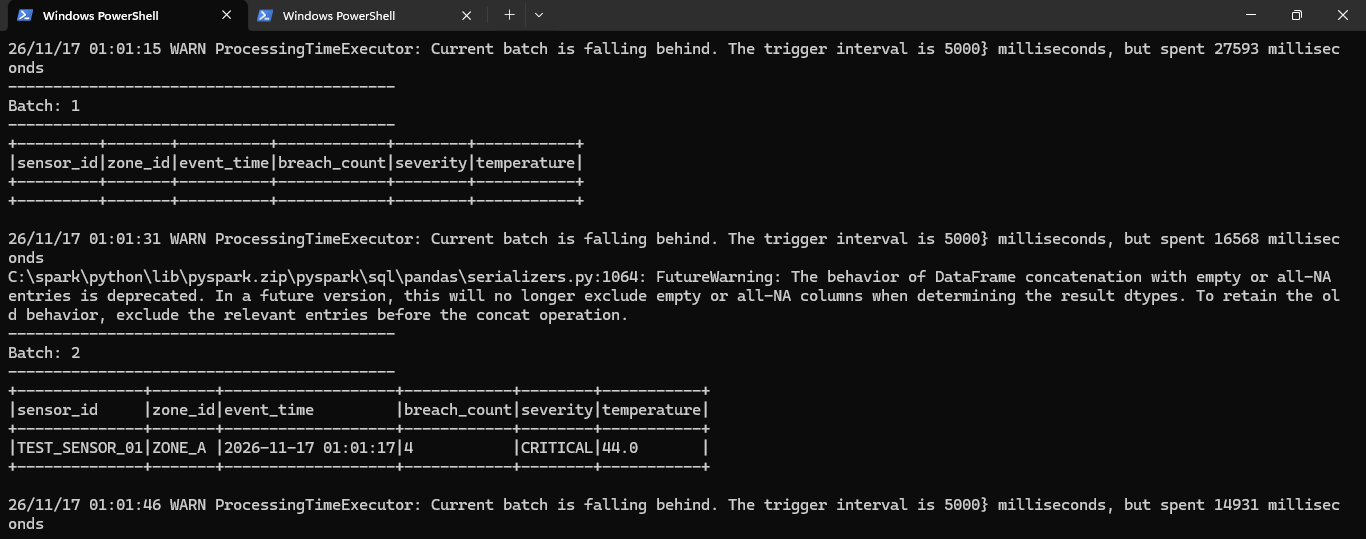 Windows PowerShell
Windows PowerShell
26/11/17 01:01:15 WARN ProcessingTimeExecutor: Current batch is falling behind. The trigger interval is 5000} milliseconds, but spent 27593 millisec
onds
-------------------------------------------
Batch: 1
-------------------------------------------
+---------+-------+----------+------------+--------+-----------+
|sensor_id|zone_id|event_time|breach_count|severity|temperature|
+---------+-------+----------+------------+--------+-----------+
+---------+-------+----------+------------+--------+-----------+
26/11/17 01:01:31 WARN ProcessingTimeExecutor: Current batch is falling behind. The trigger interval is 5000} milliseconds, but spent 16568 millisec
onds
C:\spark\python\lib\pyspark.zip\pyspark\sql\pandas\serializers.py:1064: FutureWarning: The behavior of DataFrame concatenation with empty or all-NA
entries is deprecated. In a future version, this will no longer exclude empty or all-NA columns when determining the result dtypes. To retain the ol
d behavior, exclude the relevant entries before the concat operation.
-------------------------------------------
Batch: 2
-------------------------------------------
+--------------+-------+-------------------+------------+--------+-----------+
|sensor_id     |zone_id|event_time         |breach_count|severity|temperature|
+--------------+-------+-------------------+------------+--------+-----------+
|TEST_SENSOR_01|ZONE_A |2026-11-17 01:01:17|4           |CRITICAL|44.0       |
+--------------+-------+-------------------+------------+--------+-----------+
26/11/17 01:01:46 WARN ProcessingTimeExecutor: Current batch is falling behind. The trigger interval is 5000} milliseconds, but spent 14931 millisec
onds